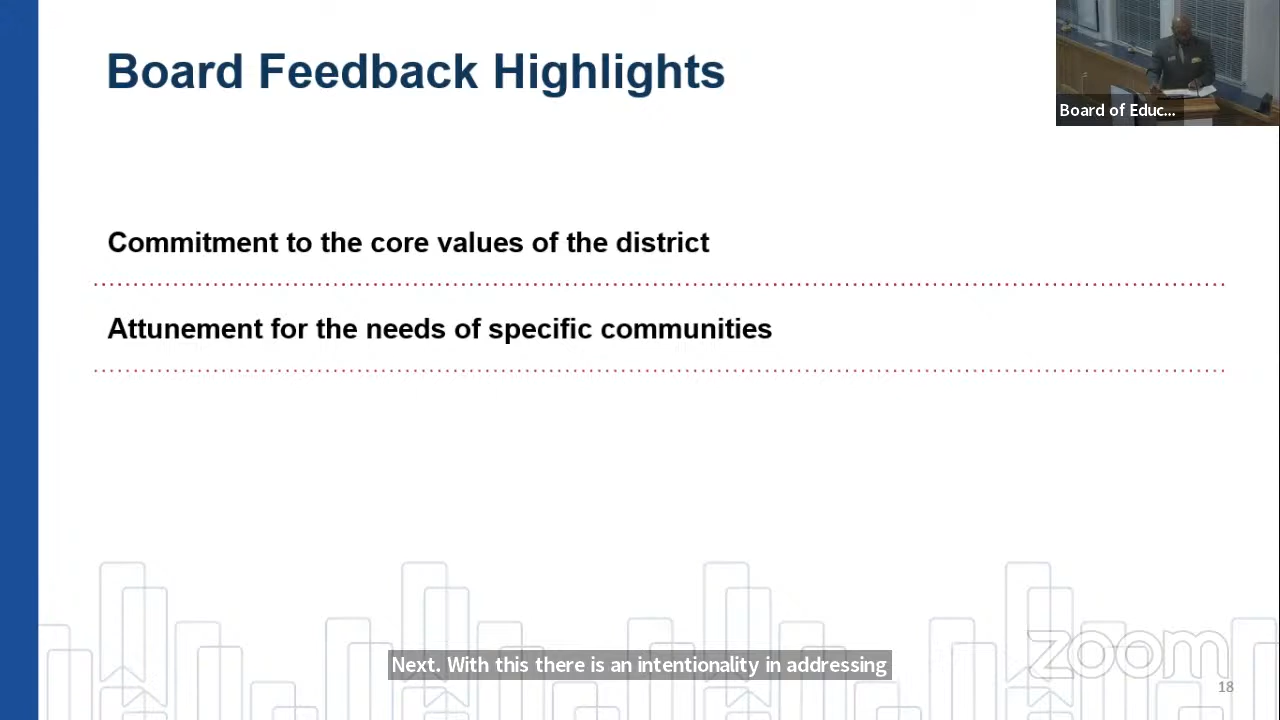 Board Feedback Highlights
Board of Educ...
Commitment to the core values of the district
Attunement for the needs of specific communities
zoom
Next. With this there is an intentionality in addressing
18